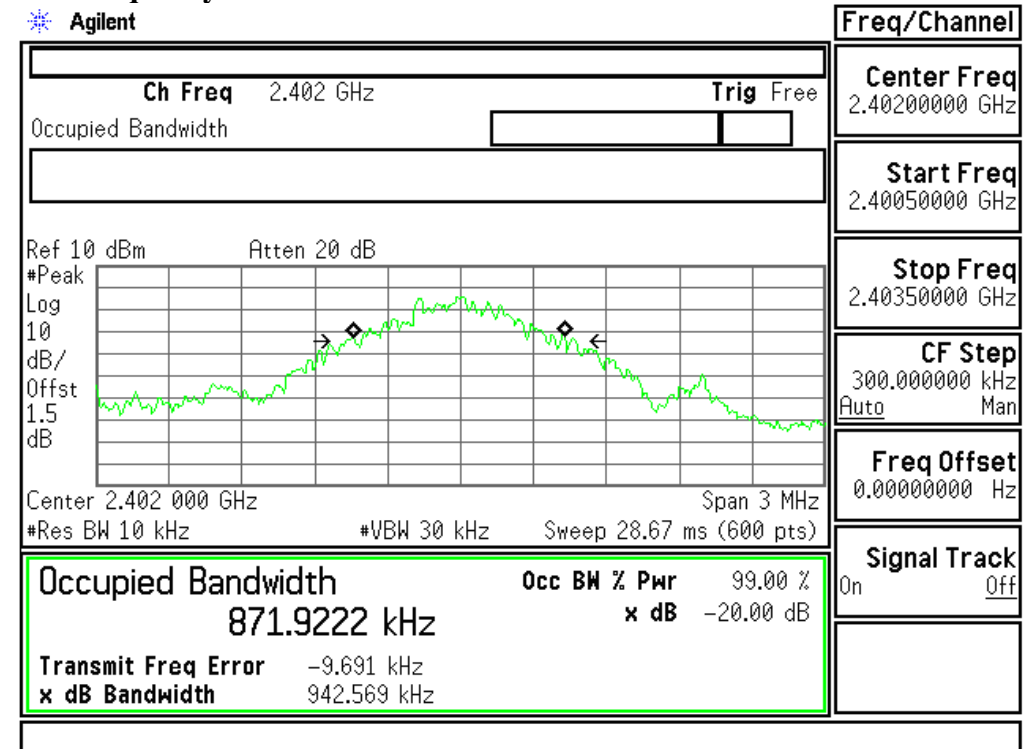 Agilent
Freq/Channel
Ch Freq 2.402 GHz Trig Free
Occupied Bandwidth
Center Freq
2.40200000 GHz
Start Freq
2.40050000 GHz
Stop Freq
2.40350000 GHz
CF Step
300.000000 kHz
Auto Man
Freq Offset
0.00000000 Hz
Signal Track
On Off
Ref 10 dBm Atten 20 dB
#Peak
Log
10
dB/
Offst
1.5
dB
Center 2.402 000 GHz Span 3 MHz
#Res BW 10 kHz #VBW 30 kHz Sweep 28.67 ms (600 pts)
Occupied Bandwidth Occ BW % Pwr 99.00 %
871.9222 kHz x dB -20.00 dB
Transmit Freq Error -9.691 kHz
x dB Bandwidth 942.569 kHz